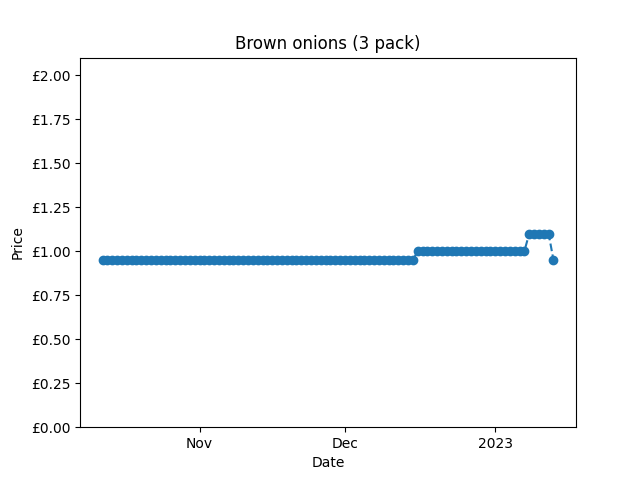 Brown onions (3 pack)
£2.00
£1.75
£1.50
£1.25
£1.00
£0.75
£0.50
£0.25
£0.00
Price
Nov
Dec
2023
Date